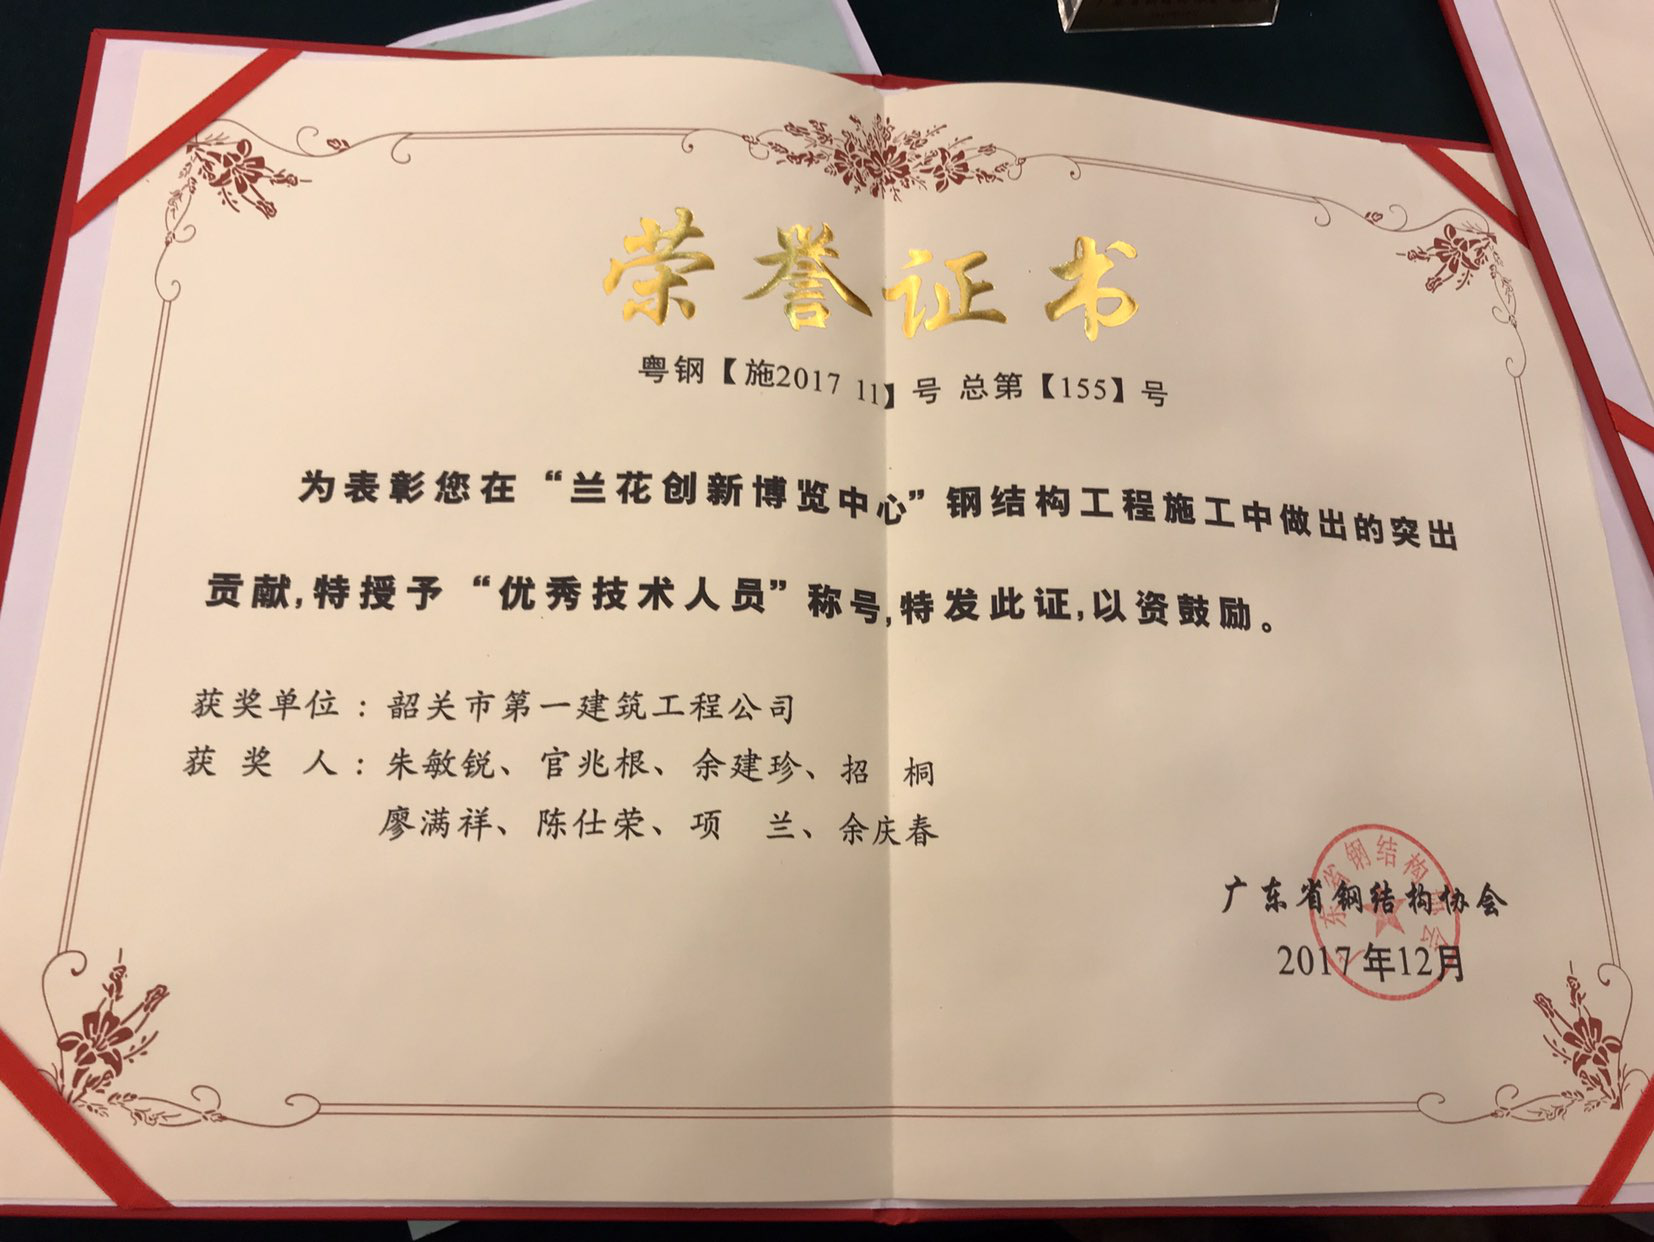 荣誉证书
粤钢【施2017 11】号 总第【155】号
为表彰您在“兰花创新博览中心”钢结构工程施工中做出的突出
贡献,特授予“优秀技术人员”称号,特发此证,以资鼓励。
获奖单位：韶关市第一建筑工程公司
获奖人：朱敏锐、官兆根、余建珍、招 桐
廖满祥、陈仕荣、项 兰、余庆春
广东省钢结构协会
2017年12月